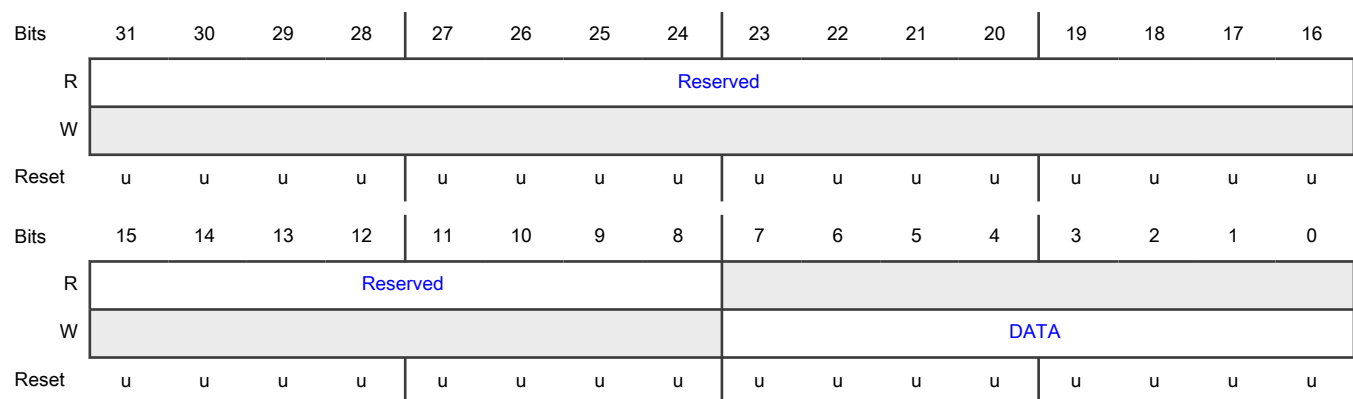 Bits 31 30 29 28 27 26 25 24 23 22 21 20 19 18 17 16
R Reserved
W
Reset u u u u u u u u u u u u u u u u
Bits 15 14 13 12 11 10 9 8 7 6 5 4 3 2 1 0
R Reserved
W DATA
Reset u u u u u u u u u u u u u u u u